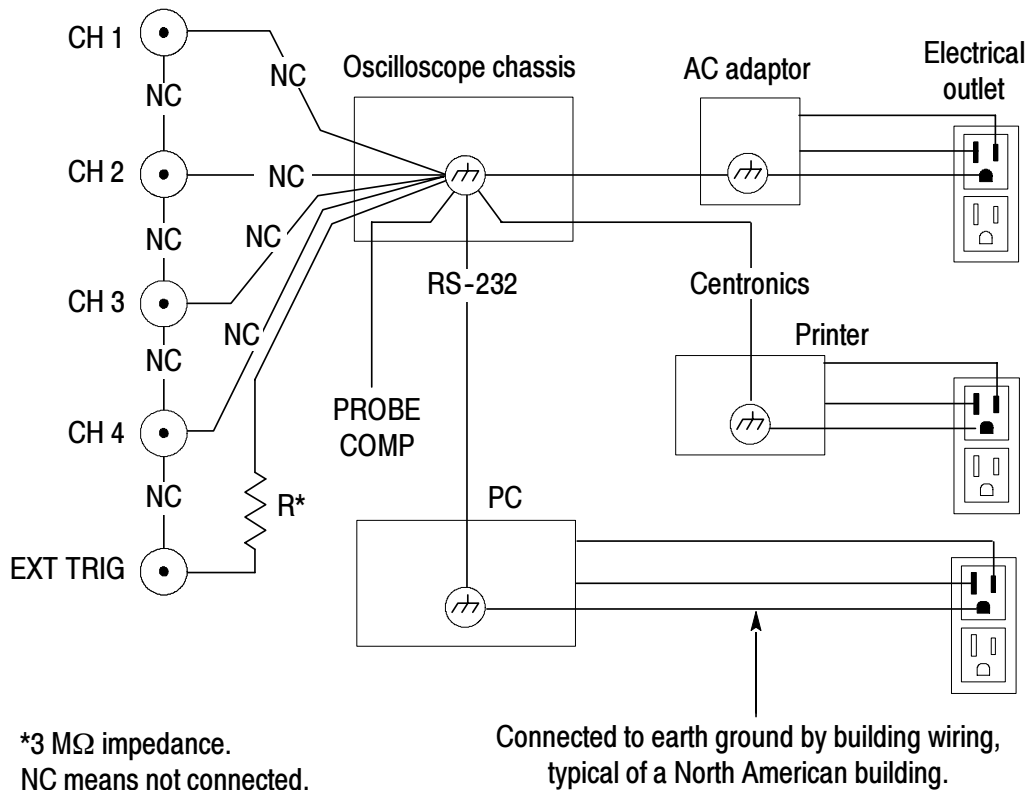 CH 1
NC
NC
Oscilloscope chassis
AC adaptor
Electrical
outlet
CH 2
NC
NC
NC
CH 3
RS-232
Centronics
NC
NC
Printer
CH 4
PROBE
COMP
NC
R*
PC
EXT TRIG
*3 MΩ impedance.
NC means not connected.
Connected to earth ground by building wiring,
typical of a North American building.